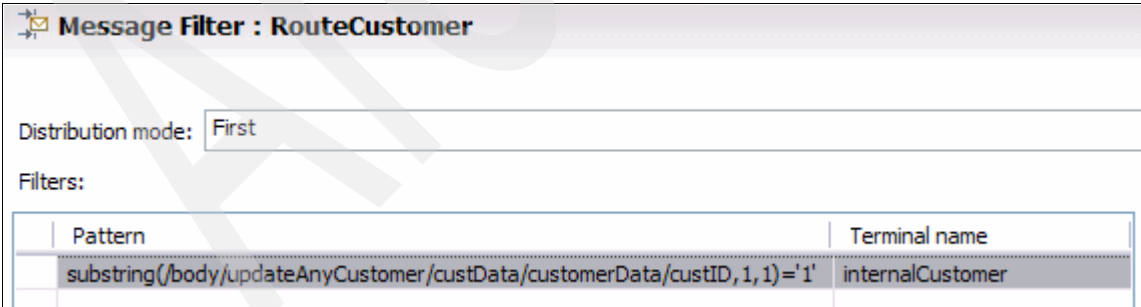 Message Filter : RouteCustomer
Distribution mode: First
Filters:
Pattern Terminal name
substring(/body/updateAnyCustomer/custData/customerData/custID,1,1)='1' internalCustomer